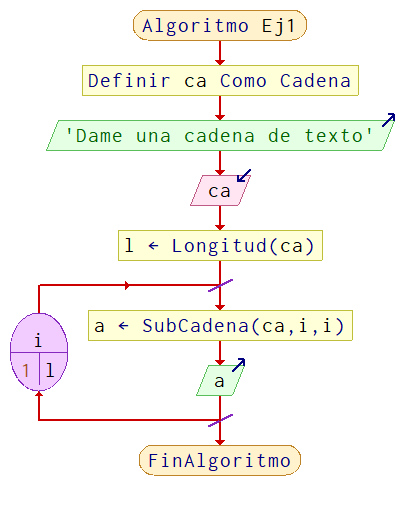 Algoritmo Ej1
Definir ca Como Cadena
'Dame una cadena de texto'
ca
l ← Longitud(ca)
a ← SubCadena(ca,i,i)
i
1 l
a
FinAlgoritmo